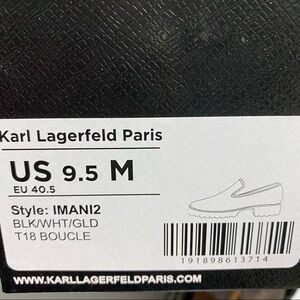 Karl Lagerfeld Paris
US 9.5 M
EU 40.5
Style: IMANI2
BLK/WHT/GLD
T18 BOUCLE
191898613714
WWW.KARLLAGERFELDPARIS.COM